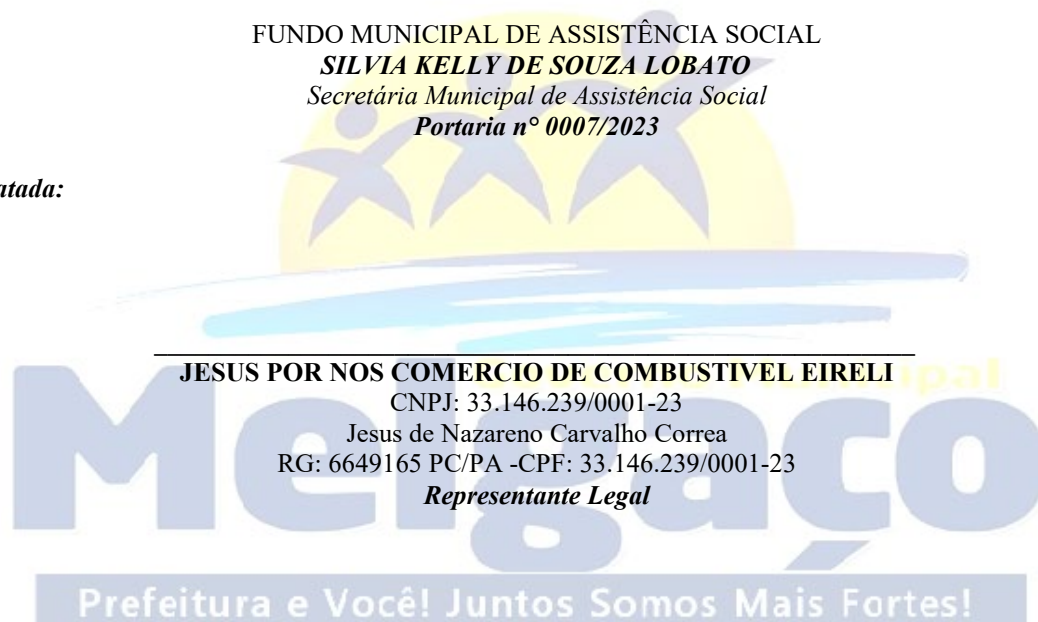 FUNDO MUNICIPAL DE ASSISTÊNCIA SOCIAL
SILVIA KELLY DE SOUZA LOBATO
Secretária Municipal de Assistência Social
Portaria n° 0007/2023
atada:
JESUS POR NOS COMERCIO DE COMBUSTIVEL EIRELI
CNPJ: 33.146.239/0001-23
Jesus de Nazareno Carvalho Correa
RG: 6649165 PC/PA -CPF: 33.146.239/0001-23
Representante Legal
Melgaço
Prefeitura e Você! Juntos Somos Mais Fortes!